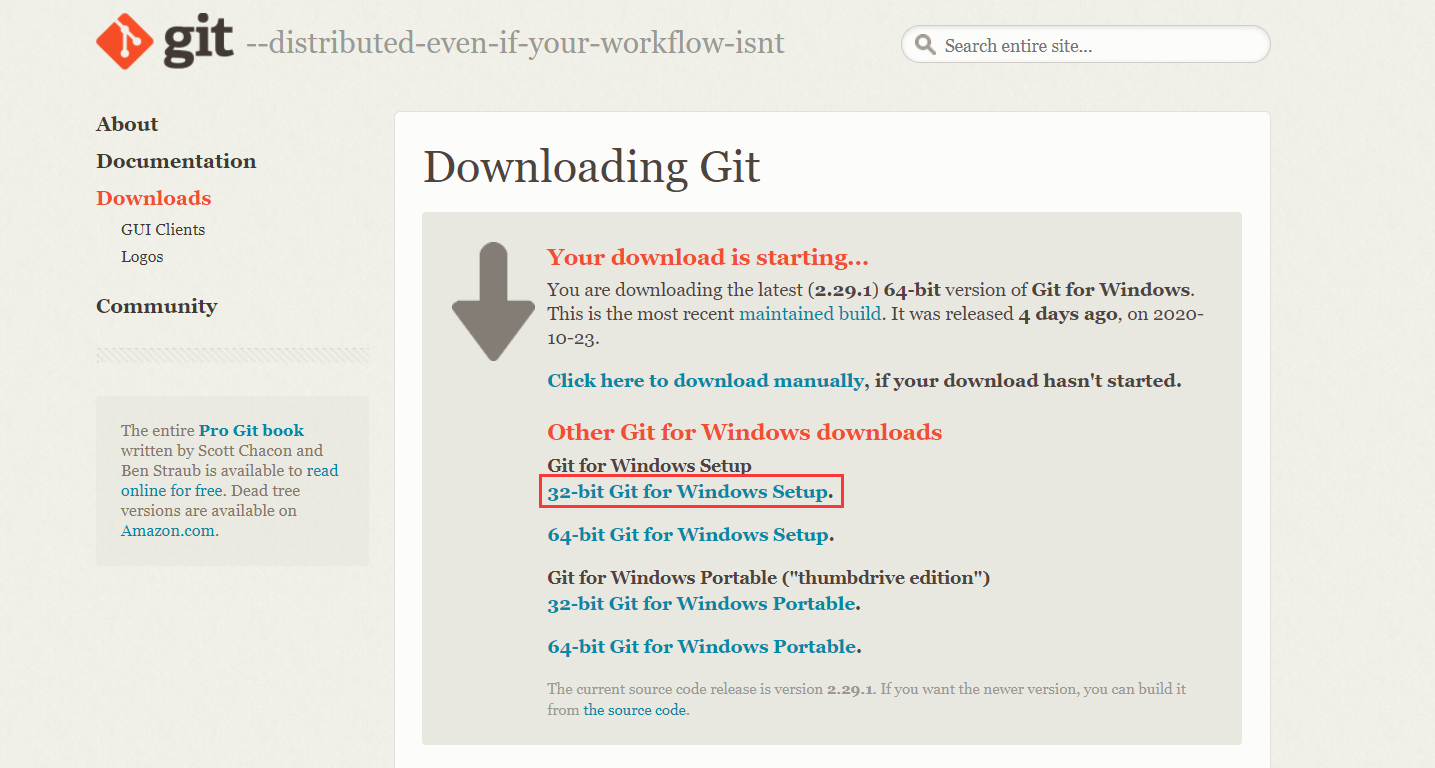 git --distributed-even-if-your-workflow-isnt
Search entire site...
About
Documentation
Downloads
GUI Clients
Logos
Community
The entire Pro Git book
written by Scott Chacon and
Ben Straub is available to read
online for free. Dead tree
versions are available on
Amazon.com.
Downloading Git
Your download is starting...
You are downloading the latest (2.29.1) 64-bit version of Git for Windows.
This is the most recent maintained build. It was released 4 days ago, on 2020-
10-23.
Click here to download manually, if your download hasn't started.
Other Git for Windows downloads
Git for Windows Setup
32-bit Git for Windows Setup.
64-bit Git for Windows Setup.
Git for Windows Portable ("thumbdrive edition")
32-bit Git for Windows Portable.
64-bit Git for Windows Portable.
The current source code release is version 2.29.1. If you want the newer version, you can build it
from the source code.